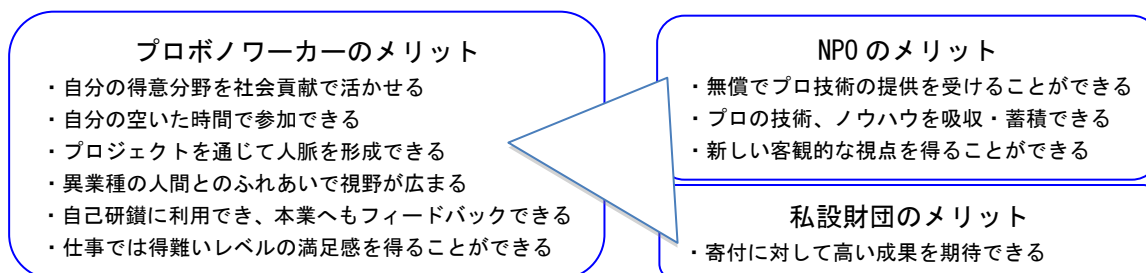 プロボノワーカーのメリット
・自分の得意分野を社会貢献で活かせる
・自分の空いた時間で参加できる
・プロジェクトを通じて人脈を形成できる
・異業種の人間とのふれあいで視野が広まる
・自己研鑚に利用でき、本業へもフィードバックできる
・仕事では得難いレベルの満足感を得ることができる
NPO のメリット
・無償でプロ技術の提供を受けることができる
・プロの技術、ノウハウを吸収・蓄積できる
・新しい客観的な視点を得ることができる
私設財団のメリット
・寄付に対して高い成果を期待できる